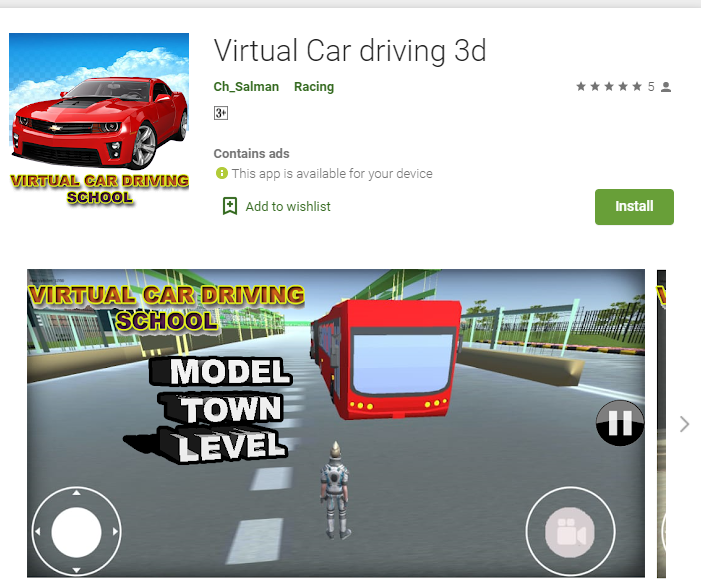 Virtual Car driving 3d
Ch_Salman Racing
5
3+
Contains ads
This app is available for your device
Add to wishlist
Install
VIRTUAL CAR DRIVING
SCHOOL
VIRTUAL CAR DRIVING
SCHOOL
MODEL
TOWN
LEVEL